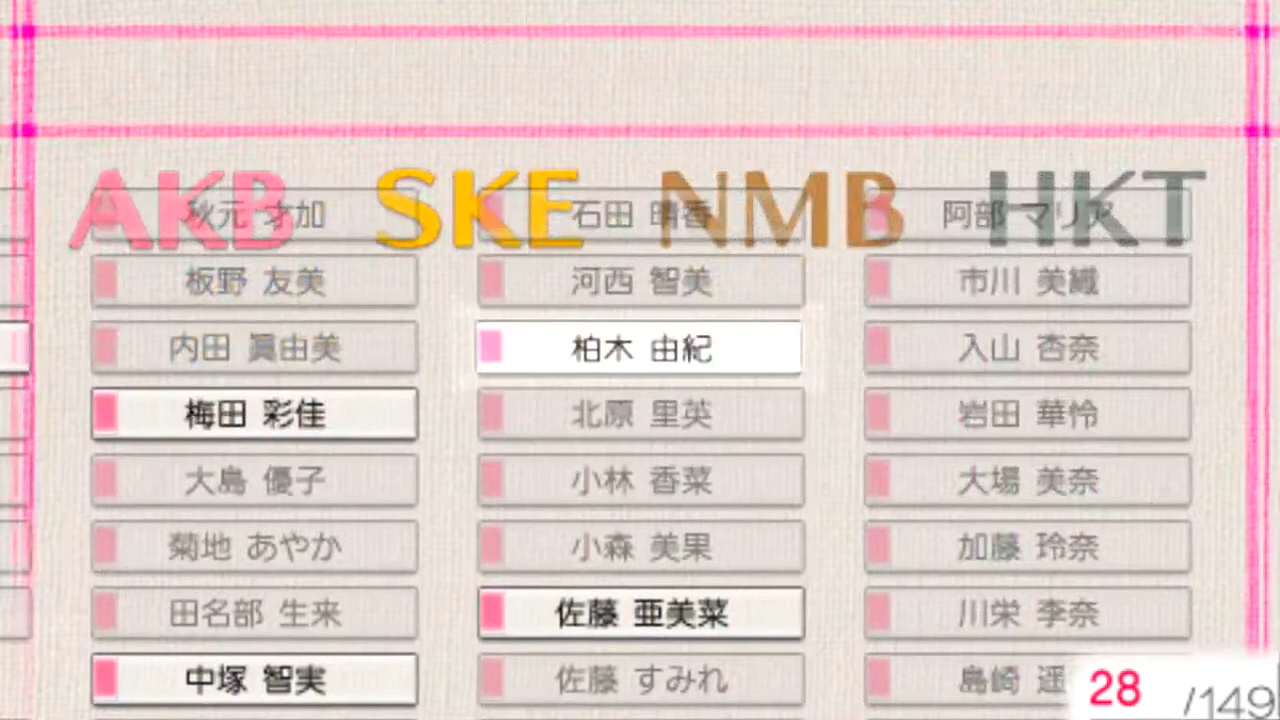 AKB SKE NMB HKT
秋元 才加 石田 晴香 阿部 マリア
板野 友美 河西 智美 市川 美織
内田 眞由美 柏木 由紀 入山 杏奈
梅田 彩佳 北原 里英 岩田 華怜
大島 優子 小林 香菜 大場 美奈
菊地 あやか 小森 美果 加藤 玲奈
田名部 生来 佐藤 亜美菜 川栄 李奈
中塚 智実 佐藤 すみれ 島崎 遥
28 /149